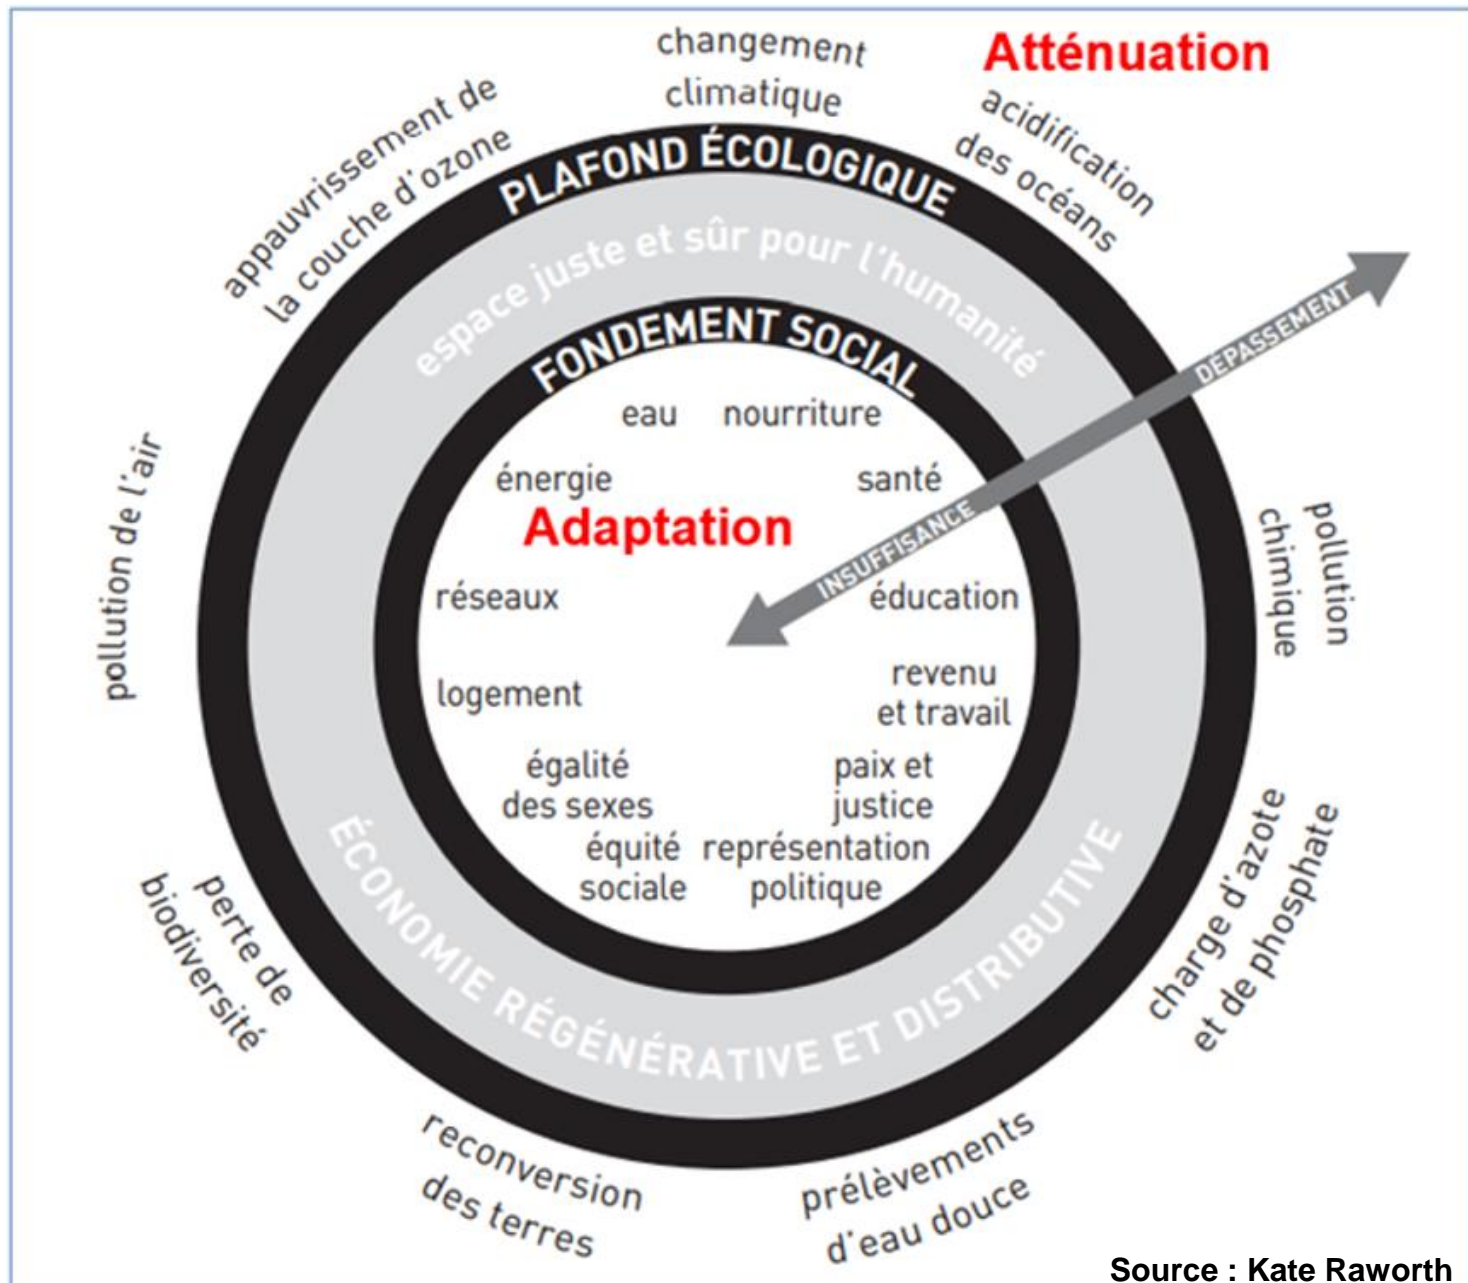 changement
climatique
Atténuation
acidification
des océans
appauvrissement de
la couche d'ozone
PLAFOND ÉCOLOGIQUE
espace juste et sûr pour l'humanité
FONDEMENT SOCIAL
DÉPASSEMENT
INSUFFISANCE
eau nourriture
énergie santé
Adaptation
réseaux éducation
logement
revenu
et travail
égalité
des sexes
paix et
justice
équité
sociale
représentation
politique
ÉCONOMIE RÉGÉNÉRATIVE ET DISTRIBUTIVE
pollution de l'air
pollution
chimique
charge d'azote
et de phosphate
perte de
biodiversité
reconversion
des terres
prélèvements
d'eau douce
Source : Kate Raworth